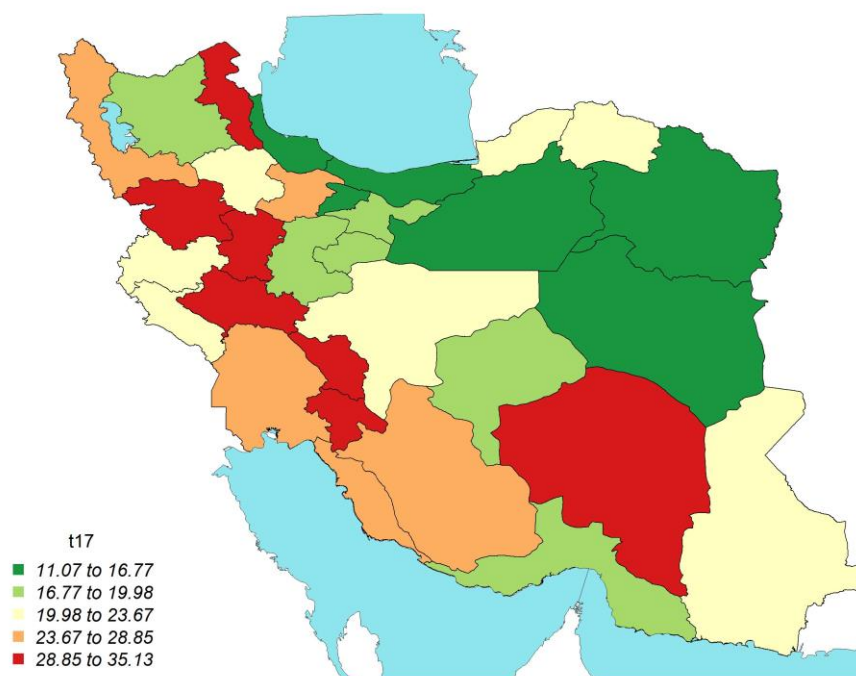 t17
11.07 to 16.77
16.77 to 19.98
19.98 to 23.67
23.67 to 28.85
28.85 to 35.13